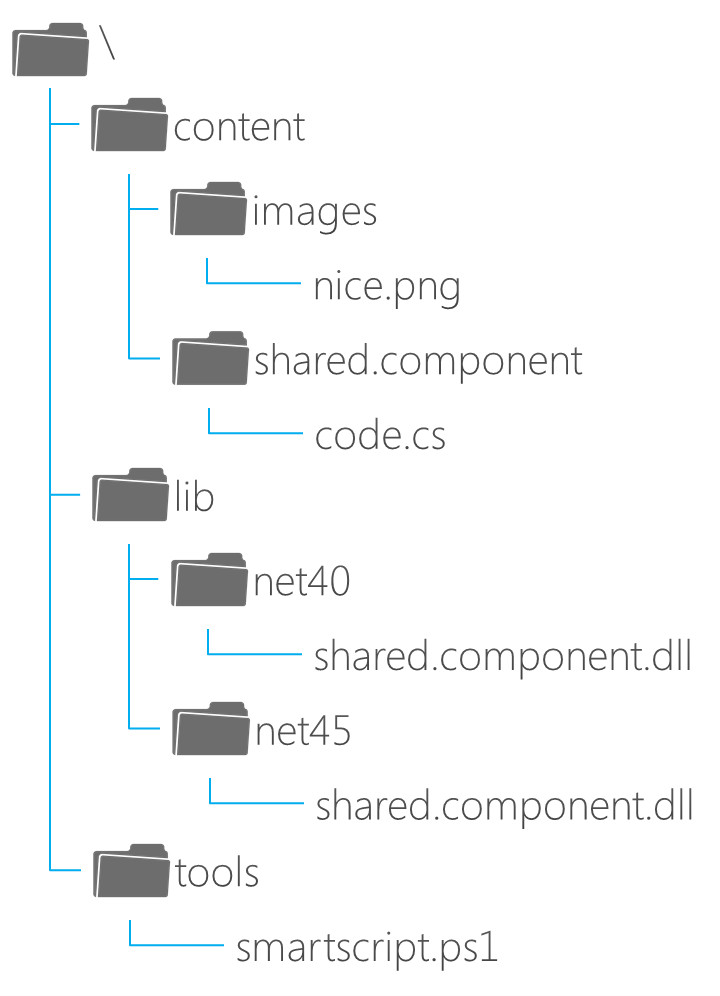 \
content
images
nice.png
shared.component
code.cs
lib
net40
shared.component.dll
net45
shared.component.dll
tools
smartscript.ps1